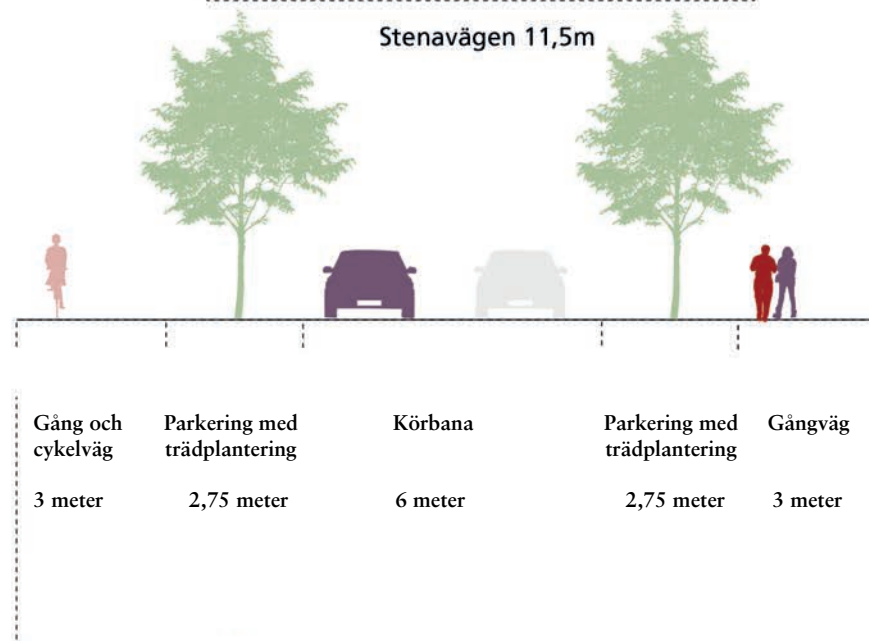 Stenavägen 11,5m
Gång och
cykelväg
3 meter
Parkering med
trädplantering
2,75 meter
Körbana
6 meter
Parkering med
trädplantering
2,75 meter
Gångväg
3 meter